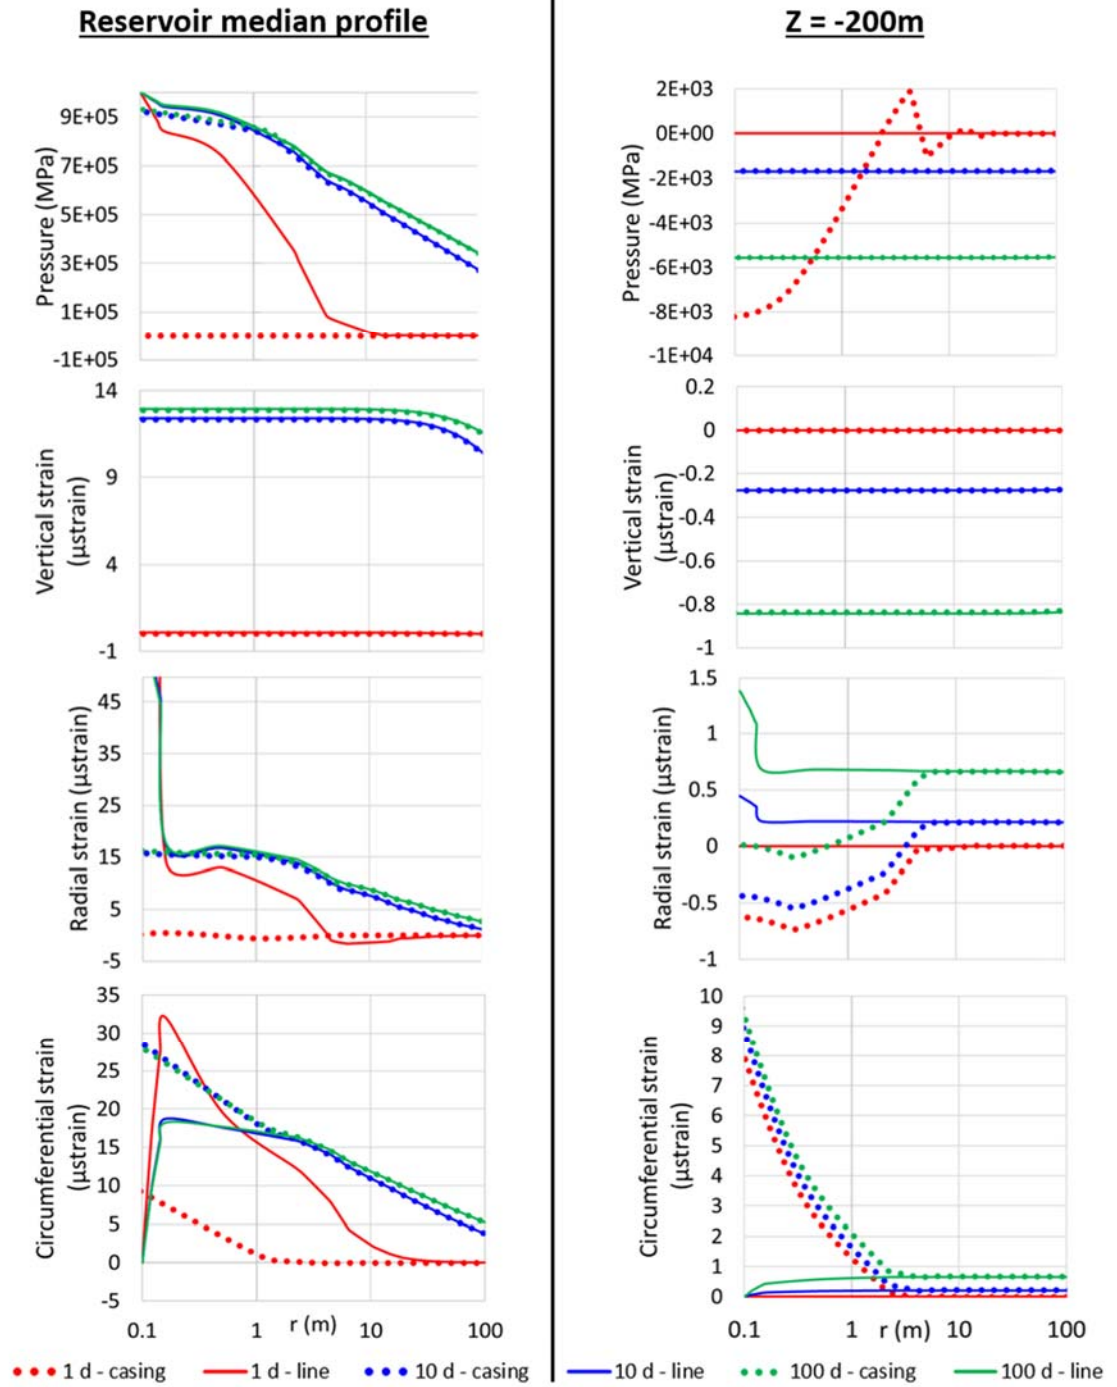 Reservoir median profile
Pressure (MPa)
9E+05
7E+05
5E+05
3E+05
1E+05
-1E+05
Vertical strain
(µstrain)
14
9
4
-1
Radial strain (µstrain)
45
35
25
15
5
-5
Circumferential strain
(µstrain)
35
30
25
20
15
10
5
0
-5
0.1
1
r (m)
10
100
Z = -200m
Pressure (MPa)
2E+03
0E+00
-2E+03
-4E+03
-6E+03
-8E+03
-1E+04
Vertical strain
(µstrain)
0.2
0
-0.2
-0.4
-0.6
-0.8
-1
Radial strain (µstrain)
1.5
1
0.5
0
-0.5
-1
Circumferential strain
(µstrain)
10
9
8
7
6
5
4
3
2
1
0
0.1
1
r (m)
10
100
1 d - casing
1 d - line
10 d - casing
10 d - line
100 d - casing
100 d - line